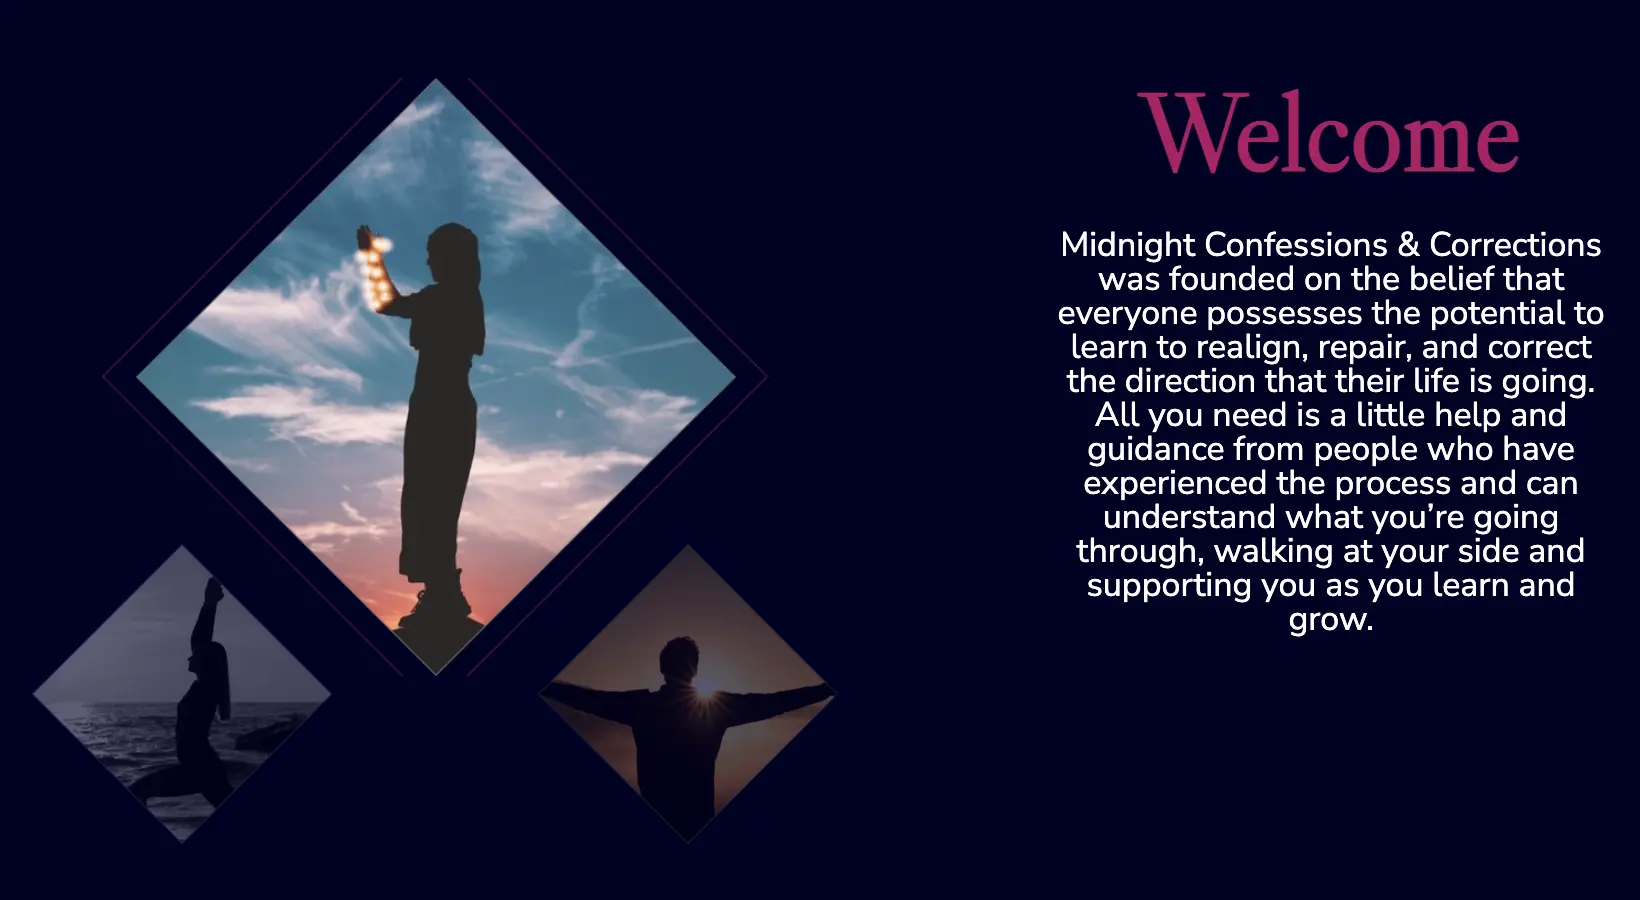 Welcome
Midnight Confessions & Corrections
was founded on the belief that
everyone possesses the potential to
learn to realign, repair, and correct
the direction that their life is going.
All you need is a little help and
guidance from people who have
experienced the process and can
understand what you’re going
through, walking at your side and
supporting you as you learn and
grow.